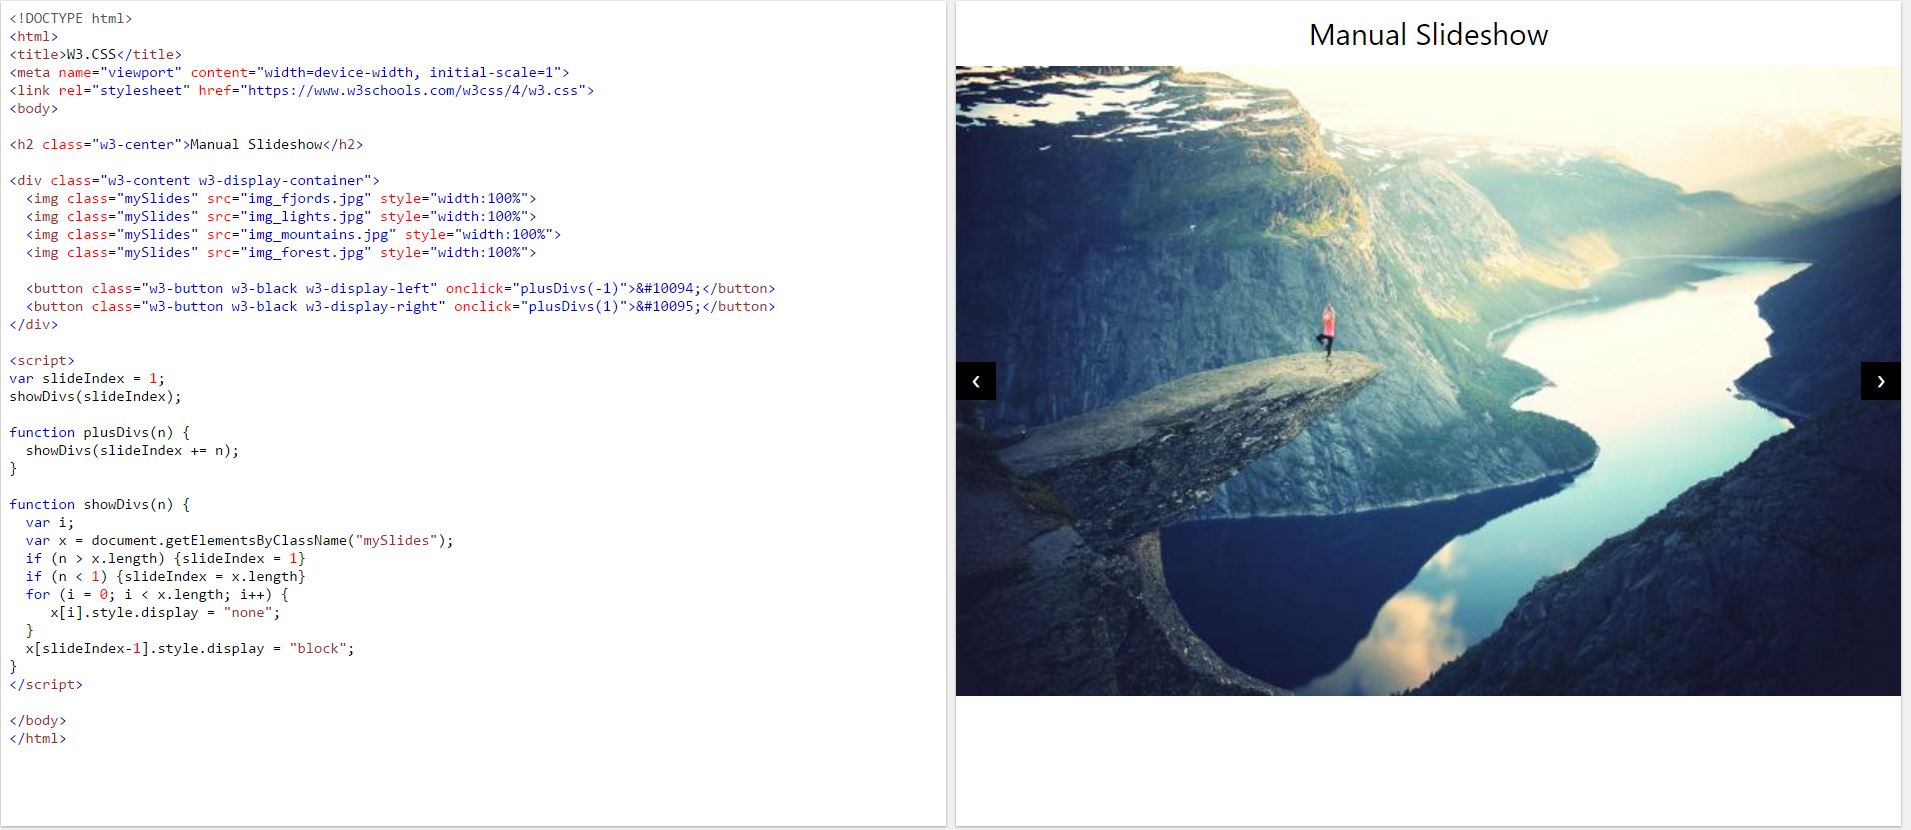 <!DOCTYPE html>
<html>
<title>W3.CSS</title>
<meta name="viewport" content="width=device-width, initial-scale=1">
<link rel="stylesheet" href="https://www.w3schools.com/w3css/4/w3.css">
<body>

<h2 class="w3-center">Manual Slideshow</h2>

<div class="w3-content w3-display-container">
  <img class="mySlides" src="img_fjords.jpg" style="width:100%">
  <img class="mySlides" src="img_lights.jpg" style="width:100%">
  <img class="mySlides" src="img_mountains.jpg" style="width:100%">
  <img class="mySlides" src="img_forest.jpg" style="width:100%">

  <button class="w3-button w3-black w3-display-left" onclick="plusDivs(-1)">&#10094;</button>
  <button class="w3-button w3-black w3-display-right" onclick="plusDivs(1)">&#10095;</button>
</div>

<script>
var slideIndex = 1;
showDivs(slideIndex);

function plusDivs(n) {
  showDivs(slideIndex += n);
}

function showDivs(n) {
  var i;
  var x = document.getElementsByClassName("mySlides");
  if (n > x.length) {slideIndex = 1}
  if (n < 1) {slideIndex = x.length}
  for (i = 0; i < x.length; i++) {
     x[i].style.display = "none";
  }
  x[slideIndex-1].style.display = "block";
}
</script>

</body>
</html>
Manual Slideshow
❮
❯